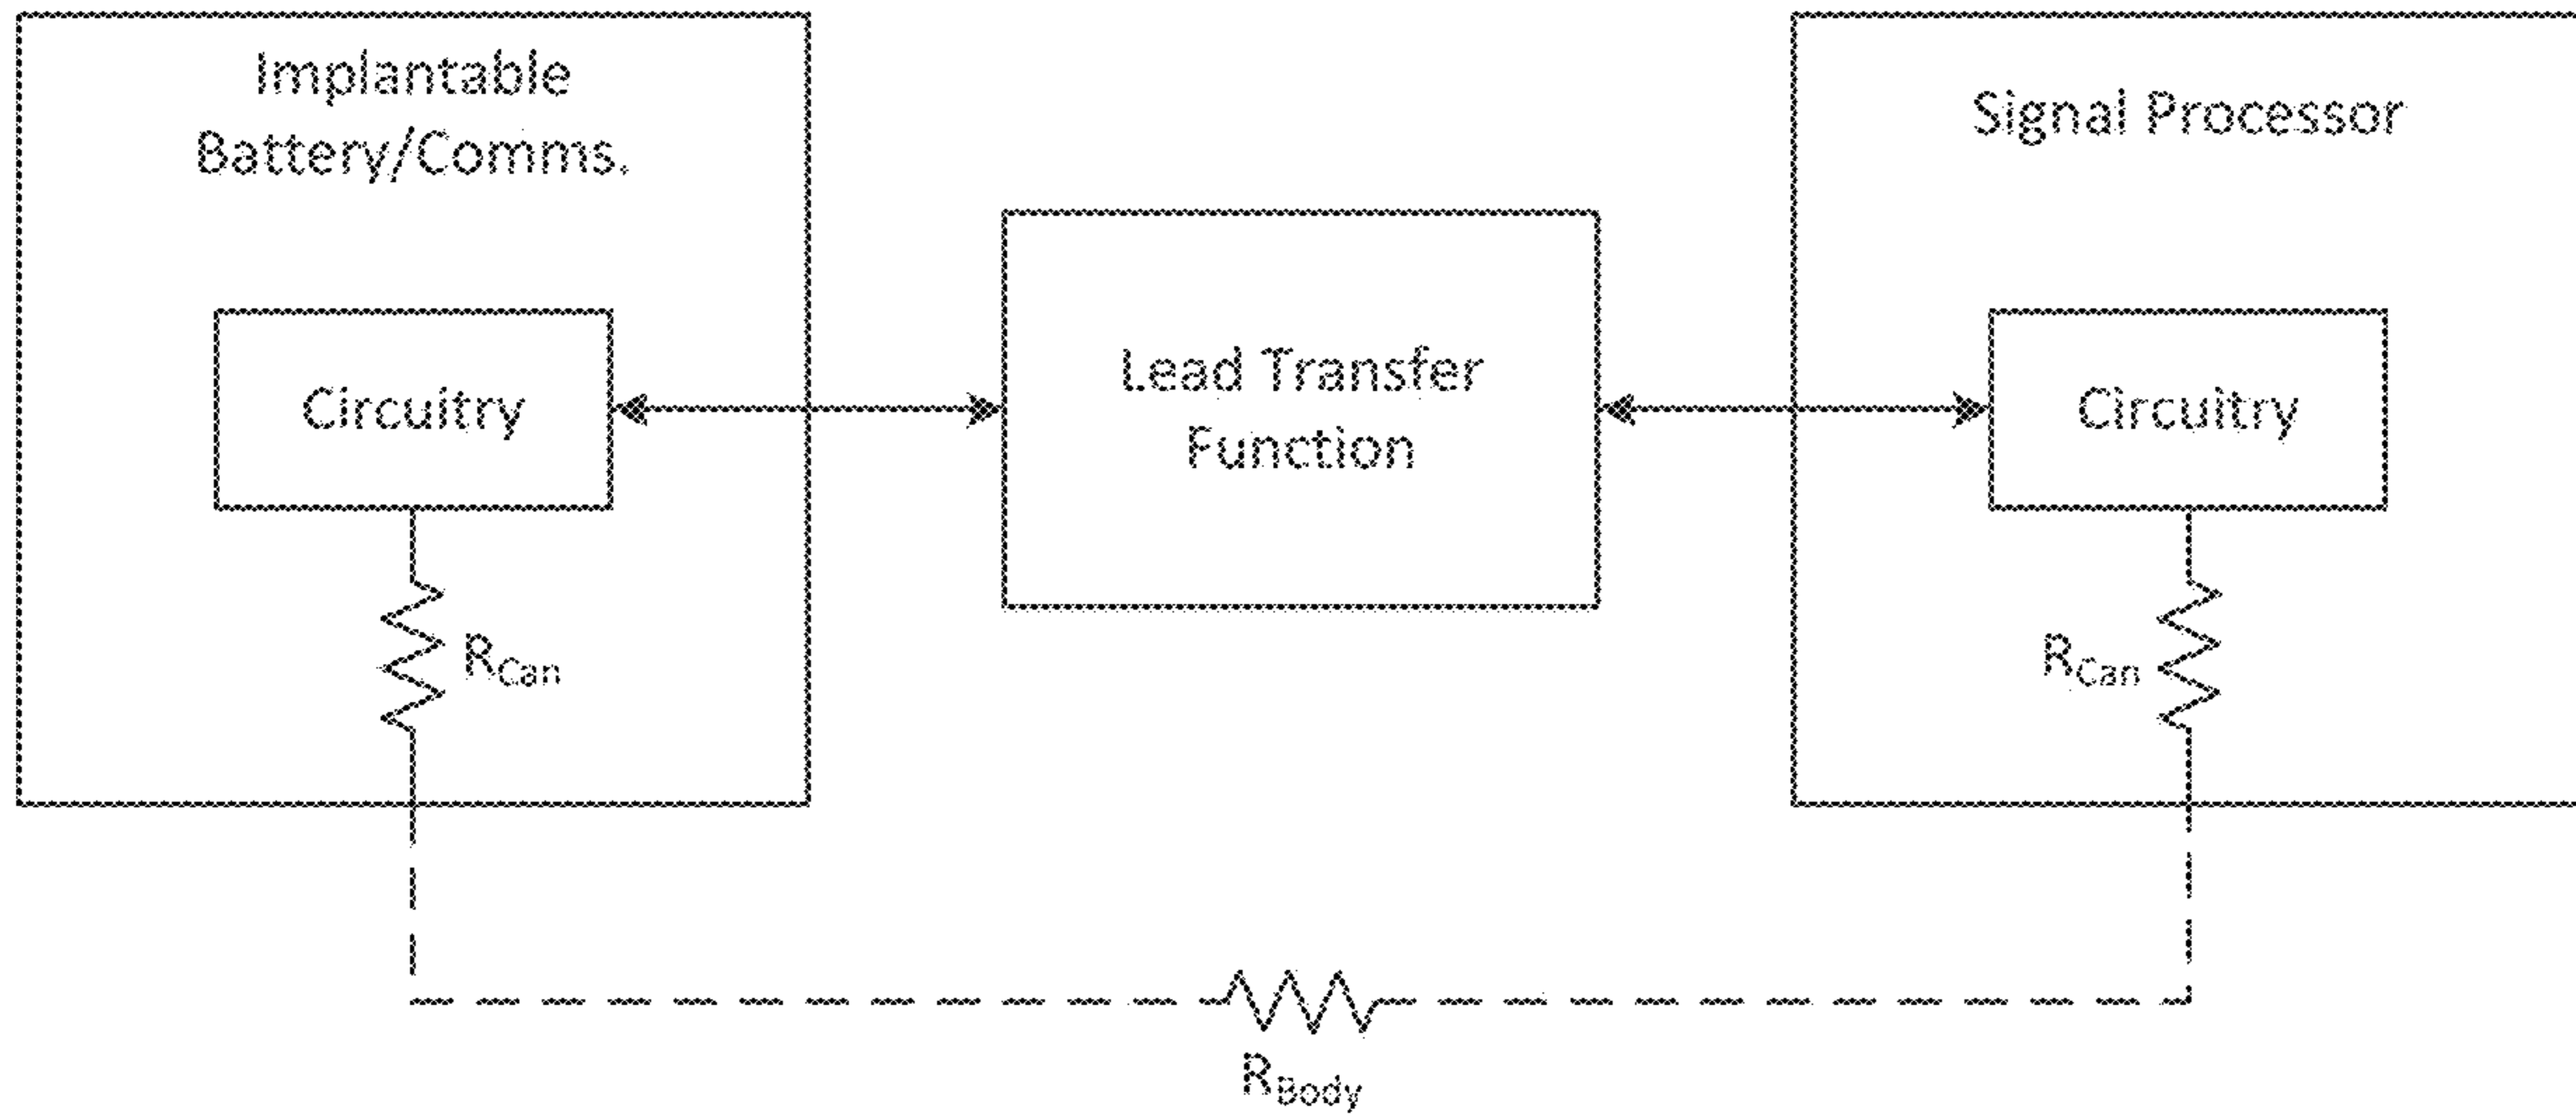 Implantable
Battery/Comms.
Signal Processor
Circuitry
Lead Transfer
Function
Circuitry
RCan
RCan
RBody